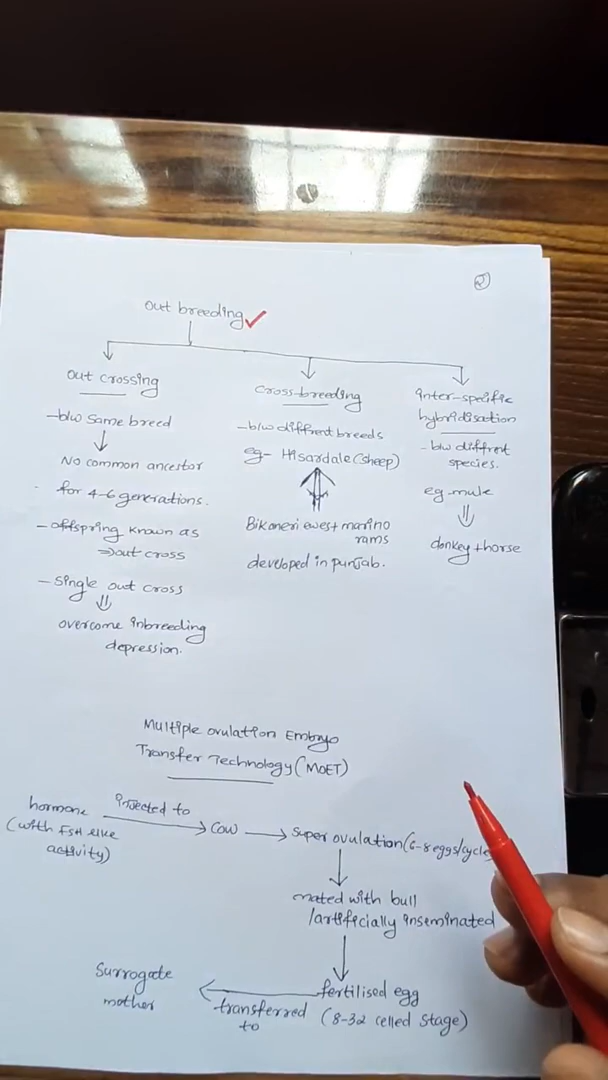 2
out breeding
out crossing
-b/w same breed
No common ancestor
for 4-6 generations.
-offspring known as
⇒out cross
-single out cross
⇓
overcome inbreeding
depression.
Cross breeding
-b/w diffrent breeds
eg- Hisardale (sheep)
Bikaneri ewes+marino
rams
developed in punjab.
inter-specific
hybridisation
-b/w diffrent
species.
eg.mule
⇓
donkey+horse
Multiple ovulation Embryo
Transfer Technology (MOET)
hormone
(with FSH like
activity)
injected to
→ Cow → super ovulation (6-8 eggs/cycle
mated with bull
/artificially inseminated
fertilised egg
(8-32 celled stage)
transferred
to
Surrogate
mother